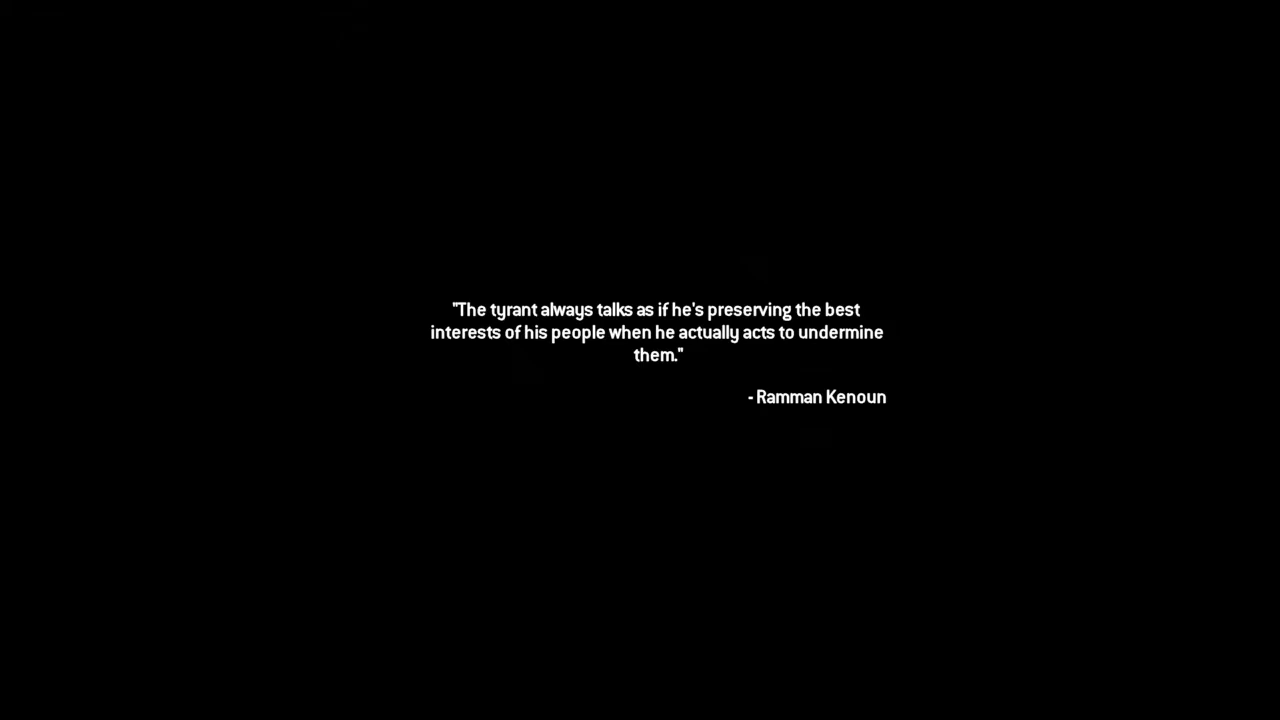 "The tyrant always talks as if he's preserving the best
interests of his people when he actually acts to undermine
them."
- Ramman Kenoun